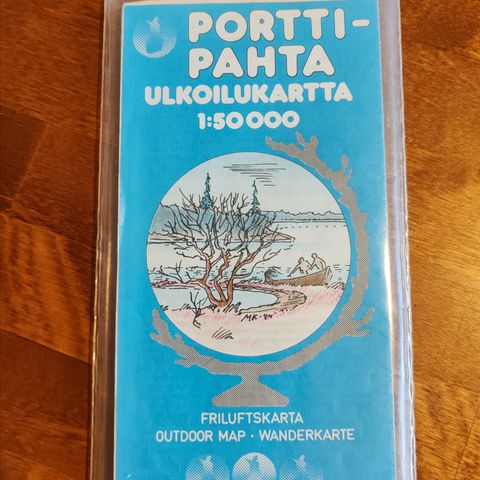 PORTTI-
PAHTA
ULKOILUKARTTA
1:50 000
MK-84
FRILUFTSKARTA
OUTDOOR MAP · WANDERKARTE